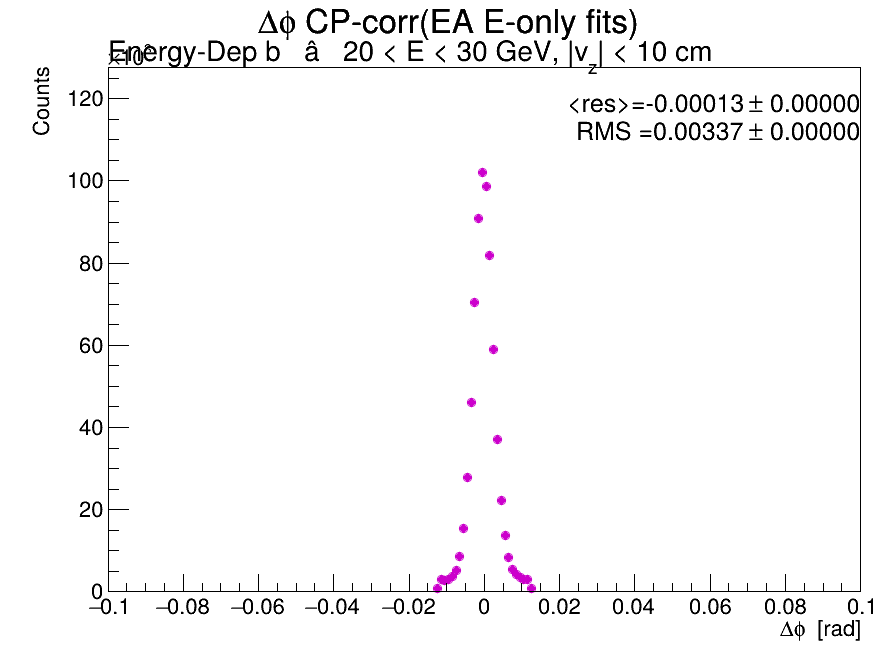 Δϕ CP-corr(EA E-only fits)
Energy-Dep b â 20 < E < 30 GeV, |v_z| < 10 cm
Counts
<res>=-0.00013 ± 0.00000
RMS =0.00337 ± 0.00000
120
100
80
60
40
20
0
−0.1 −0.08 −0.06 −0.04 −0.02 0 0.02 0.04 0.06 0.08 0.1
Δϕ [rad]